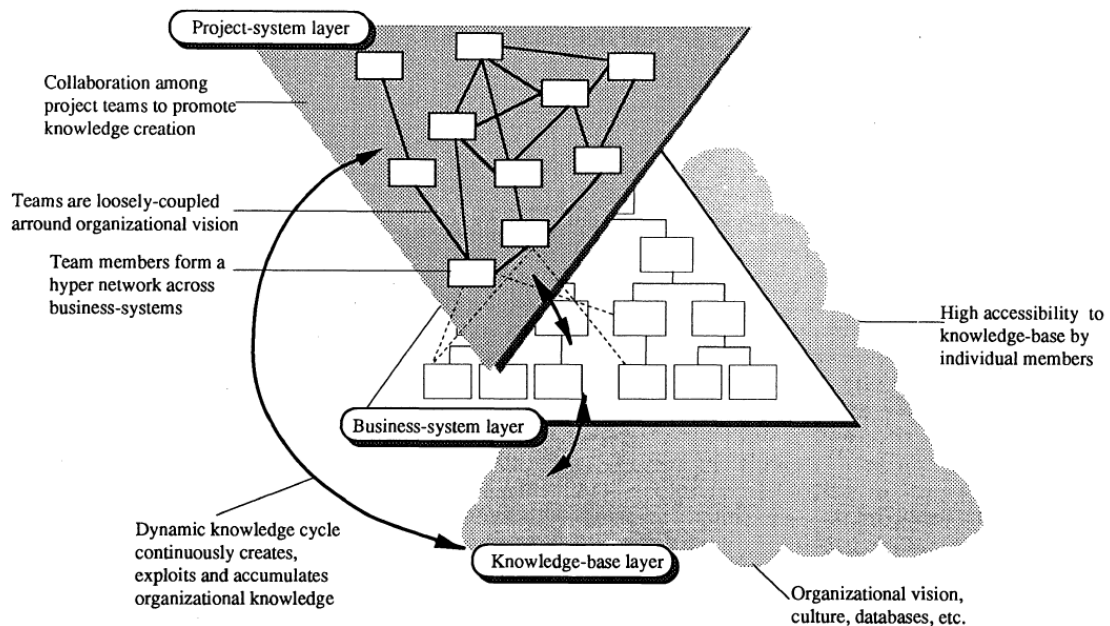 Project-system layer
Collaboration among
project teams to promote
knowledge creation
Teams are loosely-coupled
arround organizational vision
Team members form a
hyper network across
business-systems
High accessibility to
knowledge-base by
individual members
Business-system layer
Dynamic knowledge cycle
continuously creates,
exploits and accumulates
organizational knowledge
Knowledge-base layer
Organizational vision,
culture, databases, etc.